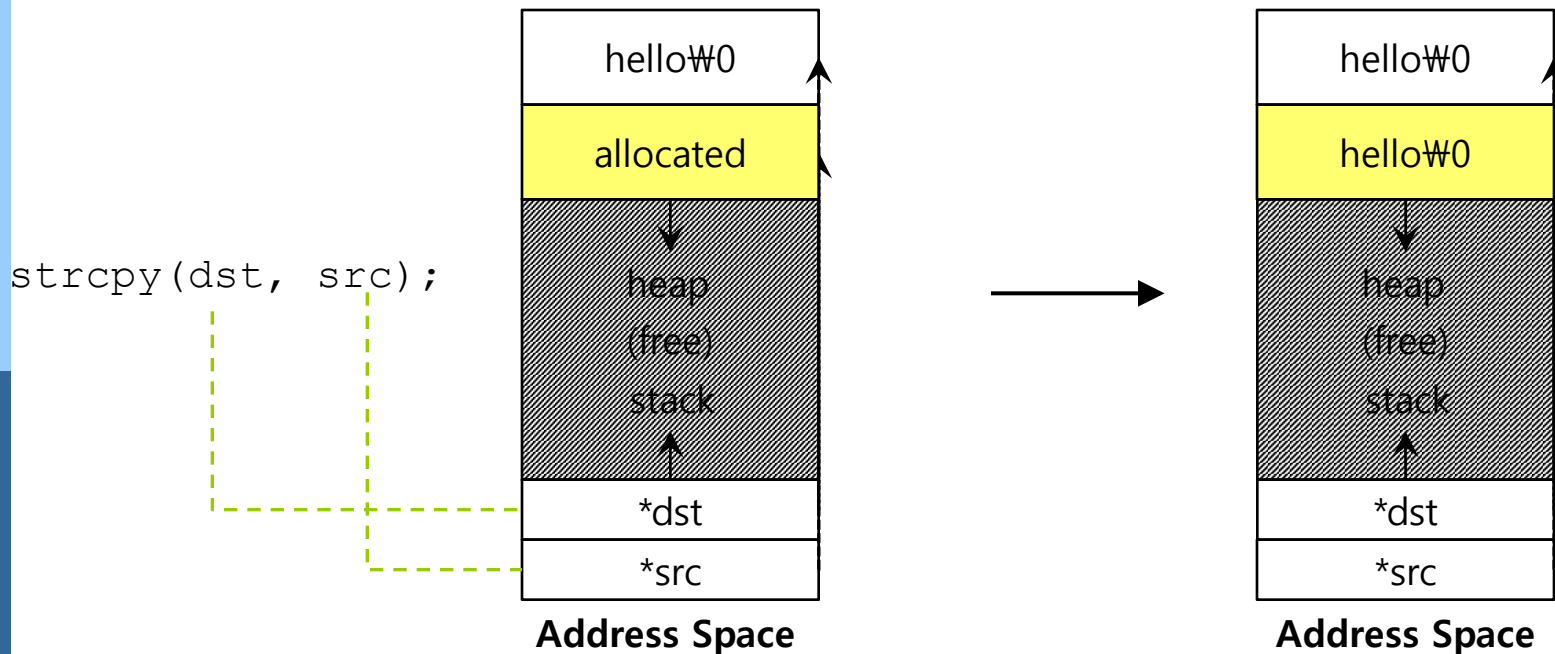 strcpy(dst, src);
hello₩0
allocated
heap
(free)
stack
*dst
*src
Address Space
hello₩0
hello₩0
heap
(free)
stack
*dst
*src
Address Space